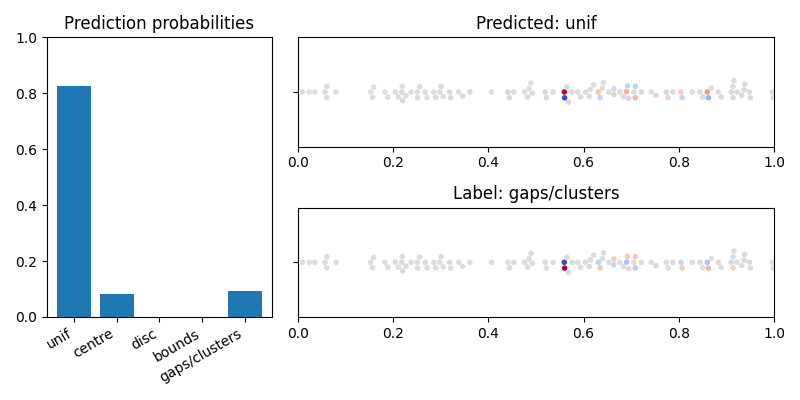 Prediction probabilities
1.0
0.8
0.6
0.4
0.2
0.0
unif
centre
disc
bounds
gaps/clusters
Predicted: unif
0.0 0.2 0.4 0.6 0.8 1.0
Label: gaps/clusters
0.0 0.2 0.4 0.6 0.8 1.0